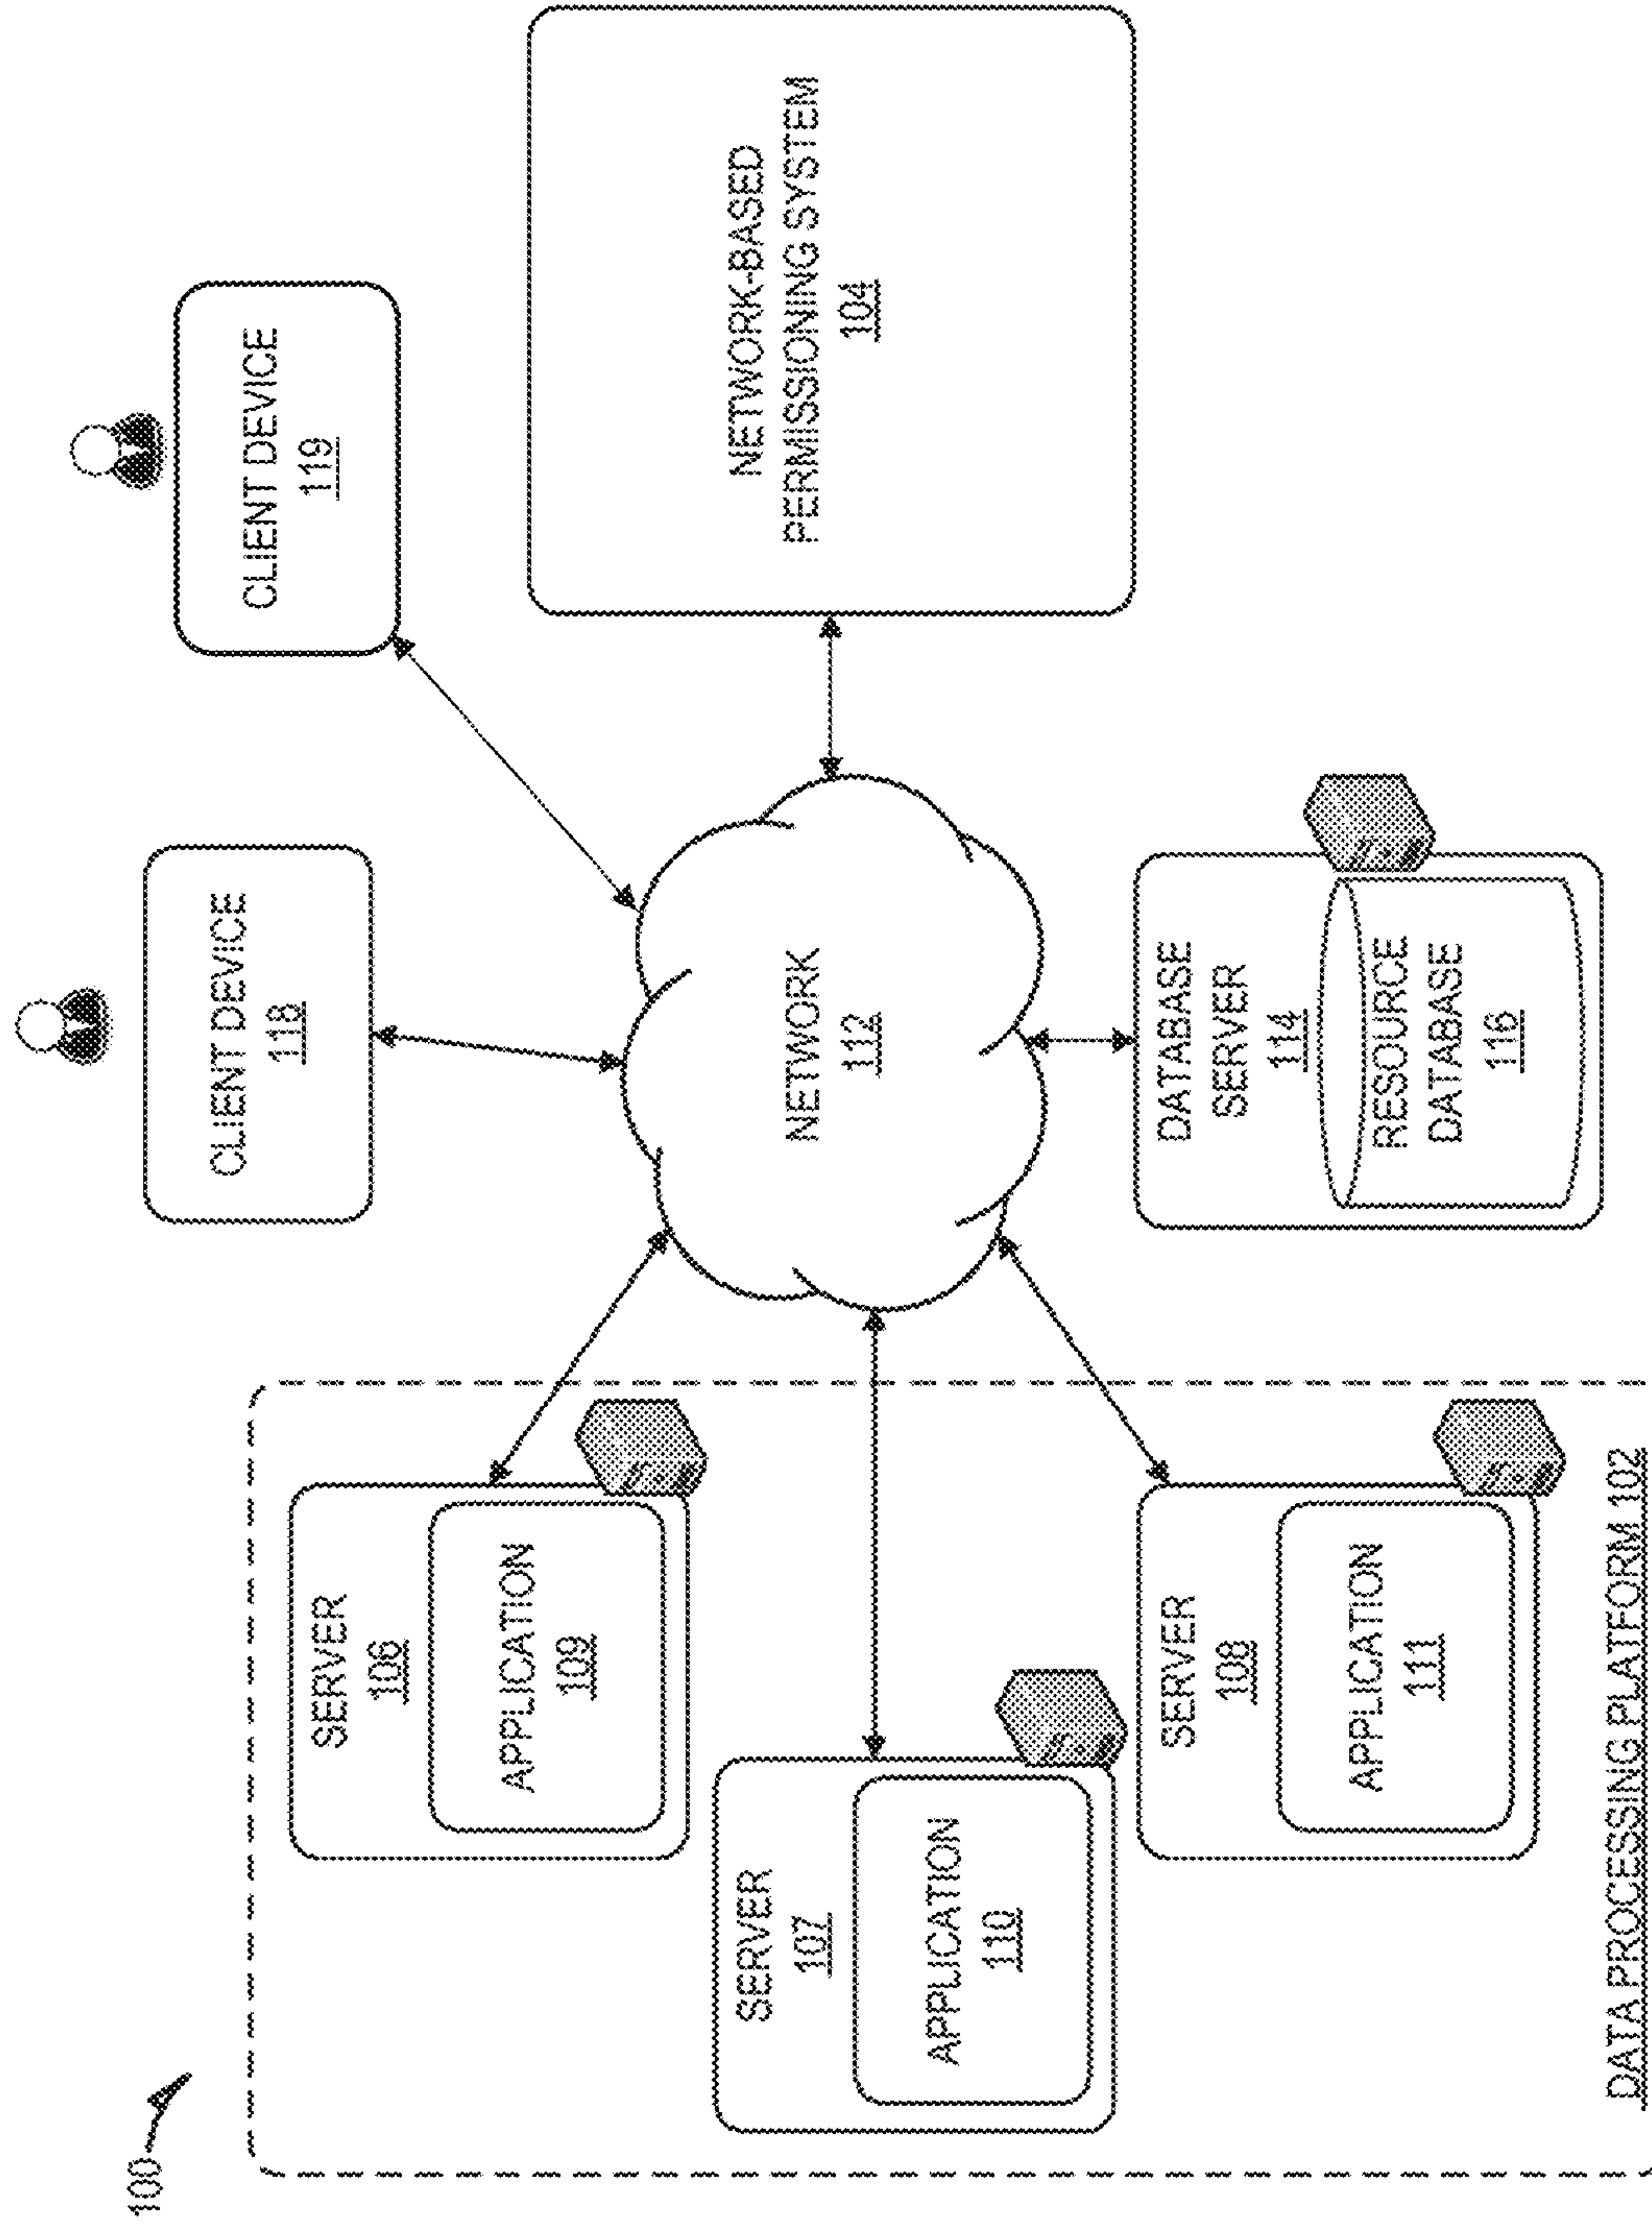 100
CLIENT DEVICE
118
CLIENT DEVICE
119
SERVER
106
APPLICATION
109
SERVER
107
APPLICATION
110
SERVER
108
APPLICATION
111
DATA PROCESSING PLATFORM 102
NETWORK
112
NETWORK-BASED
PERMISSIONING SYSTEM
104
DATABASE
SERVER
114
RESOURCE
DATABASE
116